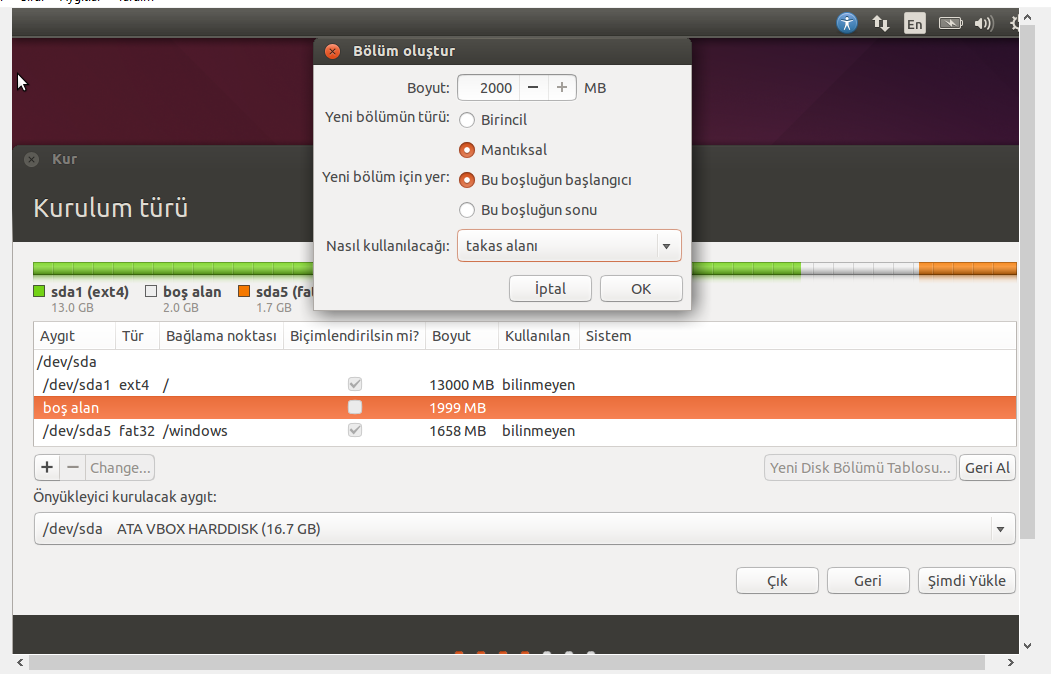 En
Bölüm oluştur
Boyut: 2000 MB
Yeni bölümün türü: Birincil
Mantıksal
Yeni bölüm için yer: Bu boşluğun başlangıcı
Bu boşluğun sonu
Nasıl kullanılacağı: takas alanı
İptal OK
Kur
Kurulum türü
sda1 (ext4) boş alan
13.0 GB 2.0 GB 1.7 GB
Aygıt Tür Bağlama noktası Biçimlendirilsin mi? Boyut Kullanılan Sistem
/dev/sda
/dev/sda1 ext4 / 13000 MB bilinmeyen
boş alan 1999 MB
/dev/sda5 fat32 /windows 1658 MB bilinmeyen
+ − Change... Yeni Disk Bölümü Tablosu... Geri Al
Önyükleyici kurulacak aygıt:
/dev/sda ATA VBOX HARDDISK (16.7 GB)
Çık Geri Şimdi Yükle